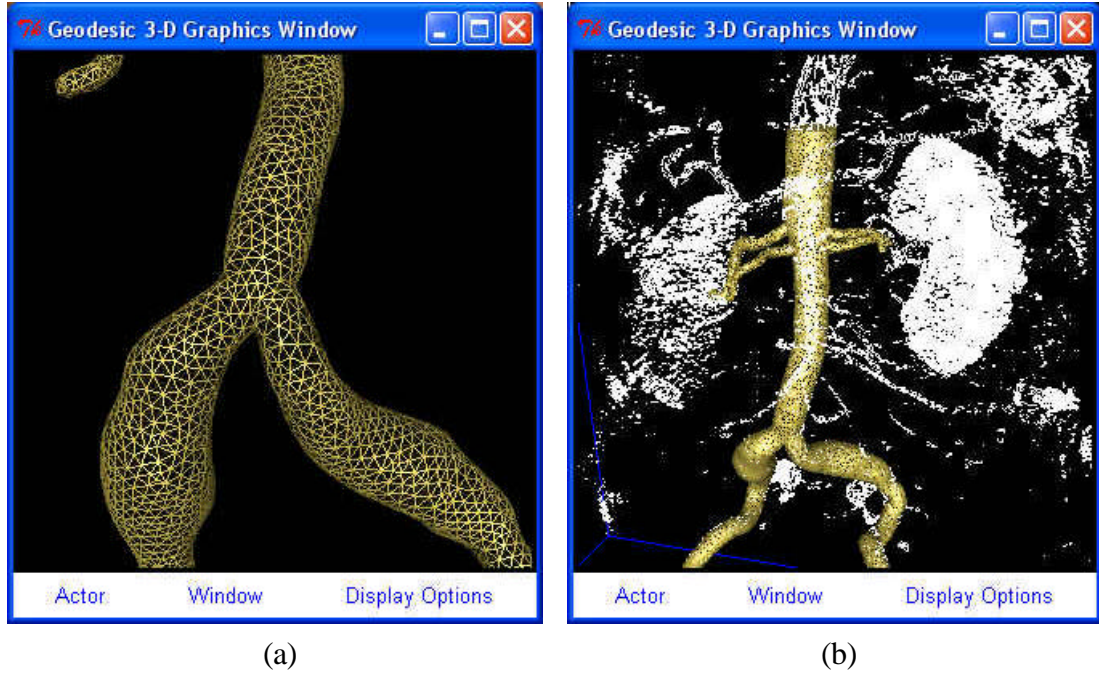 Geodesic 3-D Graphics Window
Geodesic 3-D Graphics Window
Actor Window Display Options
Actor Window Display Options
(a)
(b)